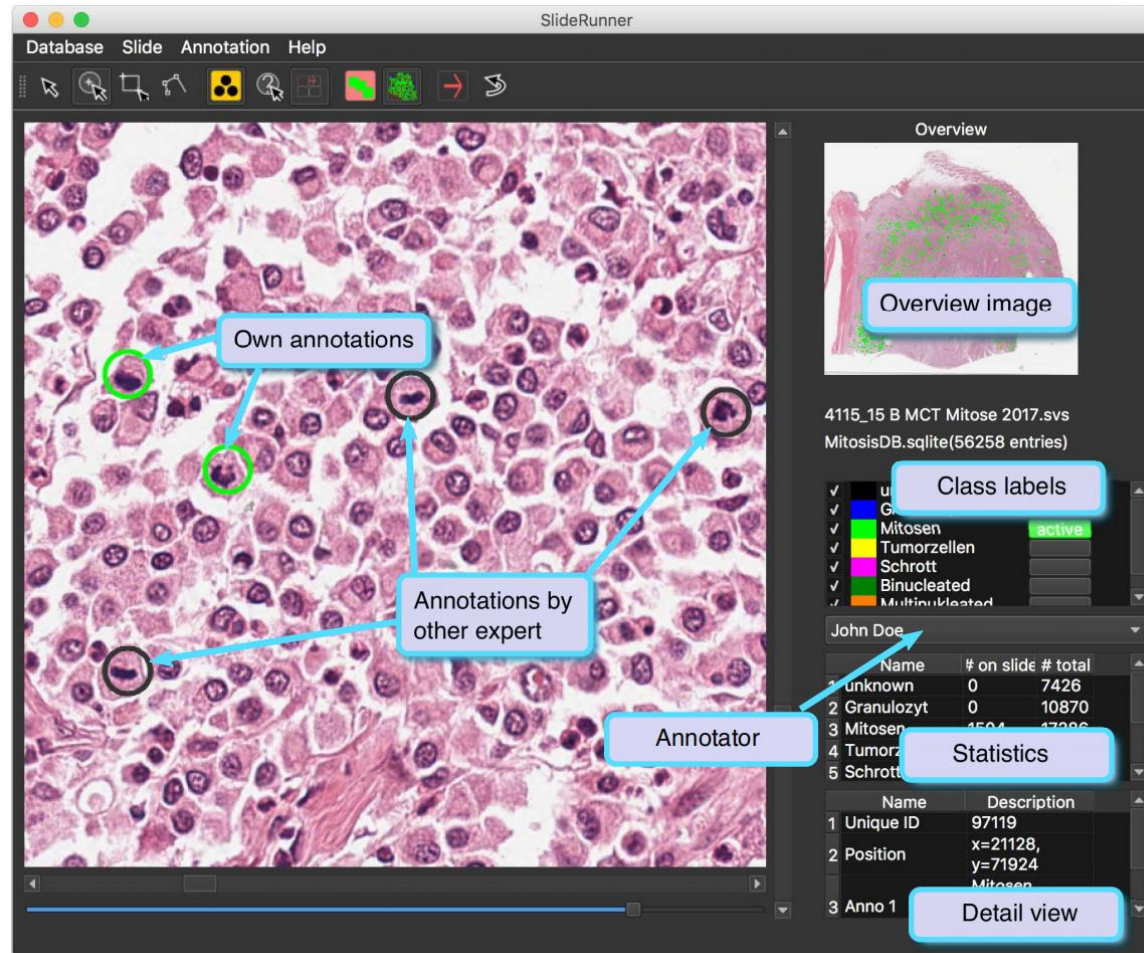 SlideRunner
Database Slide Annotation Help
Overview
Own annotations
Overview image
4115_15 B MCT Mitose 2017.svs
MitosisDB.sqlite(56258 entries)
Class labels
Mitosen active
Tumorzellen
Schrott
Binucleated
Multinukleated
Annotations by
other expert
John Doe
Name # on slide # total
1 unknown 0 7426
2 Granulozyt 0 10870
3 Mitosen 1504 17286
Annotator
4
Statistics
5 Schrott
Name Description
1 Unique ID 97119
2 Position x=21128,
y=71924
Mitosen
3 Anno 1
Detail view